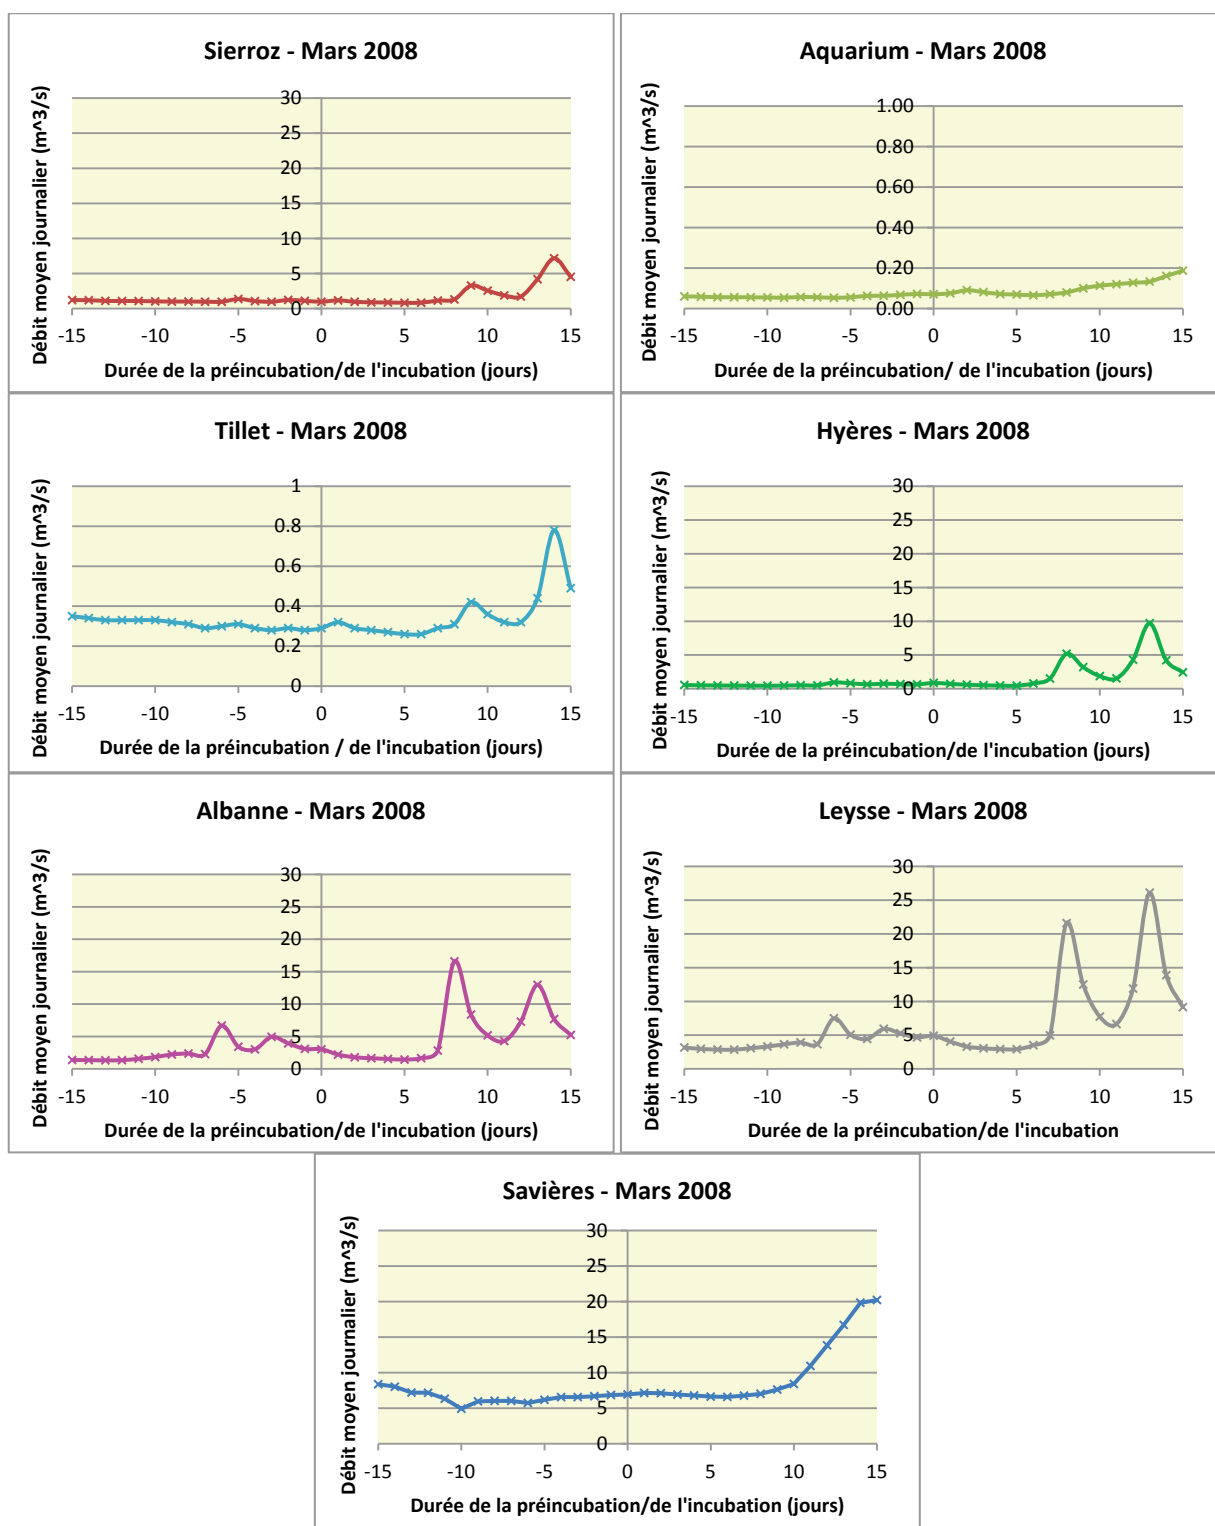 Sierroz - Mars 2008
Débit moyen journalier (m^3/s)
30
25
20
15
10
5
0
-15 -10 -5 0 5 10 15
Durée de la préincubation/de l'incubation (jours)
Aquarium - Mars 2008
Débit moyen journalier (m^3/s)
1.00
0.80
0.60
0.40
0.20
0.00
-15 -10 -5 0 5 10 15
Durée de la préincubation/ de l'incubation (jours)
Tillet - Mars 2008
Débit moyen journalier (m^3/s)
1
0.8
0.6
0.4
0.2
0
-15 -10 -5 0 5 10 15
Durée de la préincubation / de l'incubation (jours)
Hyères - Mars 2008
Débit moyen journalier (m^3/s)
30
25
20
15
10
5
0
-15 -10 -5 0 5 10 15
Durée de la préincubation/de l'incubation (jours)
Albanne - Mars 2008
Débit moyen journalier (m^3/s)
30
25
20
15
10
5
0
-15 -10 -5 0 5 10 15
Durée de la préincubation/de l'incubation (jours)
Leysse - Mars 2008
Débit moyen journalier (m^3/s)
30
25
20
15
10
5
0
-15 -10 -5 0 5 10 15
Durée de la préincubation/de l'incubation
Savières - Mars 2008
Débit moyen journalier (m^3/s)
30
25
20
15
10
5
0
-15 -10 -5 0 5 10 15
Durée de la préincubation/de l'incubation (jours)